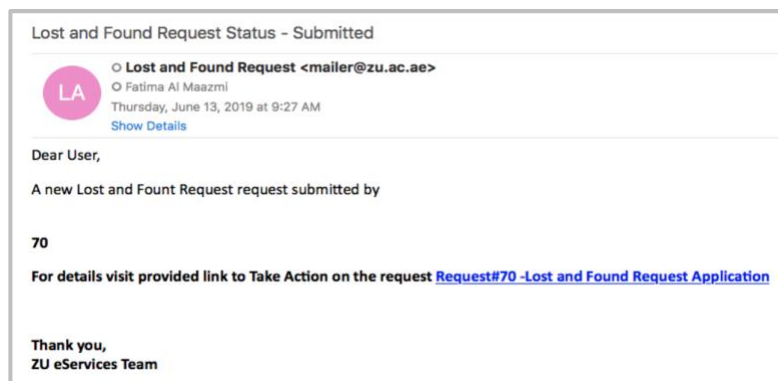 Lost and Found Request Status - Submitted
LA
Lost and Found Request <mailer@zu.ac.ae>
Fatima Al Maazmi
Thursday, June 13, 2019 at 9:27 AM
Show Details
Dear User,
A new Lost and Fount Request request submitted by
70
For details visit provided link to Take Action on the request Request#70 -Lost and Found Request Application
Thank you,
ZU eServices Team